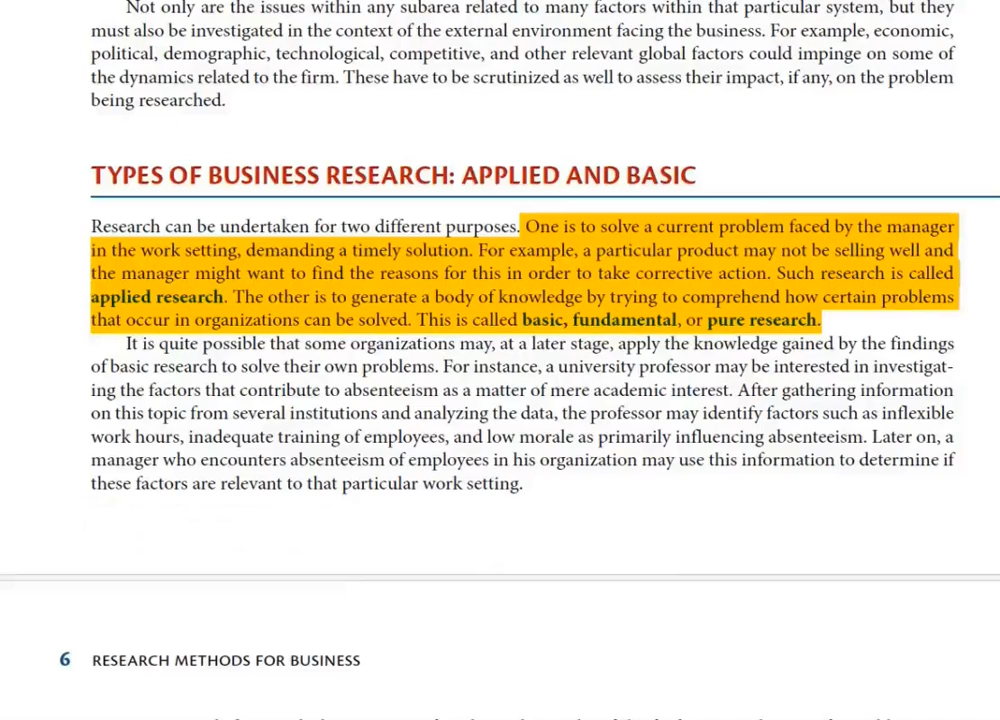 Not only are the issues within any subarea related to many factors within that particular system, but they
must also be investigated in the context of the external environment facing the business. For example, economic,
political, demographic, technological, competitive, and other relevant global factors could impinge on some of
the dynamics related to the firm. These have to be scrutinized as well to assess their impact, if any, on the problem
being researched.
TYPES OF BUSINESS RESEARCH: APPLIED AND BASIC
Research can be undertaken for two different purposes. One is to solve a current problem faced by the manager
in the work setting, demanding a timely solution. For example, a particular product may not be selling well and
the manager might want to find the reasons for this in order to take corrective action. Such research is called
applied research. The other is to generate a body of knowledge by trying to comprehend how certain problems
that occur in organizations can be solved. This is called basic, fundamental, or pure research.
It is quite possible that some organizations may, at a later stage, apply the knowledge gained by the findings
of basic research to solve their own problems. For instance, a university professor may be interested in investigat-
ing the factors that contribute to absenteeism as a matter of mere academic interest. After gathering information
on this topic from several institutions and analyzing the data, the professor may identify factors such as inflexible
work hours, inadequate training of employees, and low morale as primarily influencing absenteeism. Later on, a
manager who encounters absenteeism of employees in his organization may use this information to determine if
these factors are relevant to that particular work setting.
6 RESEARCH METHODS FOR BUSINESS